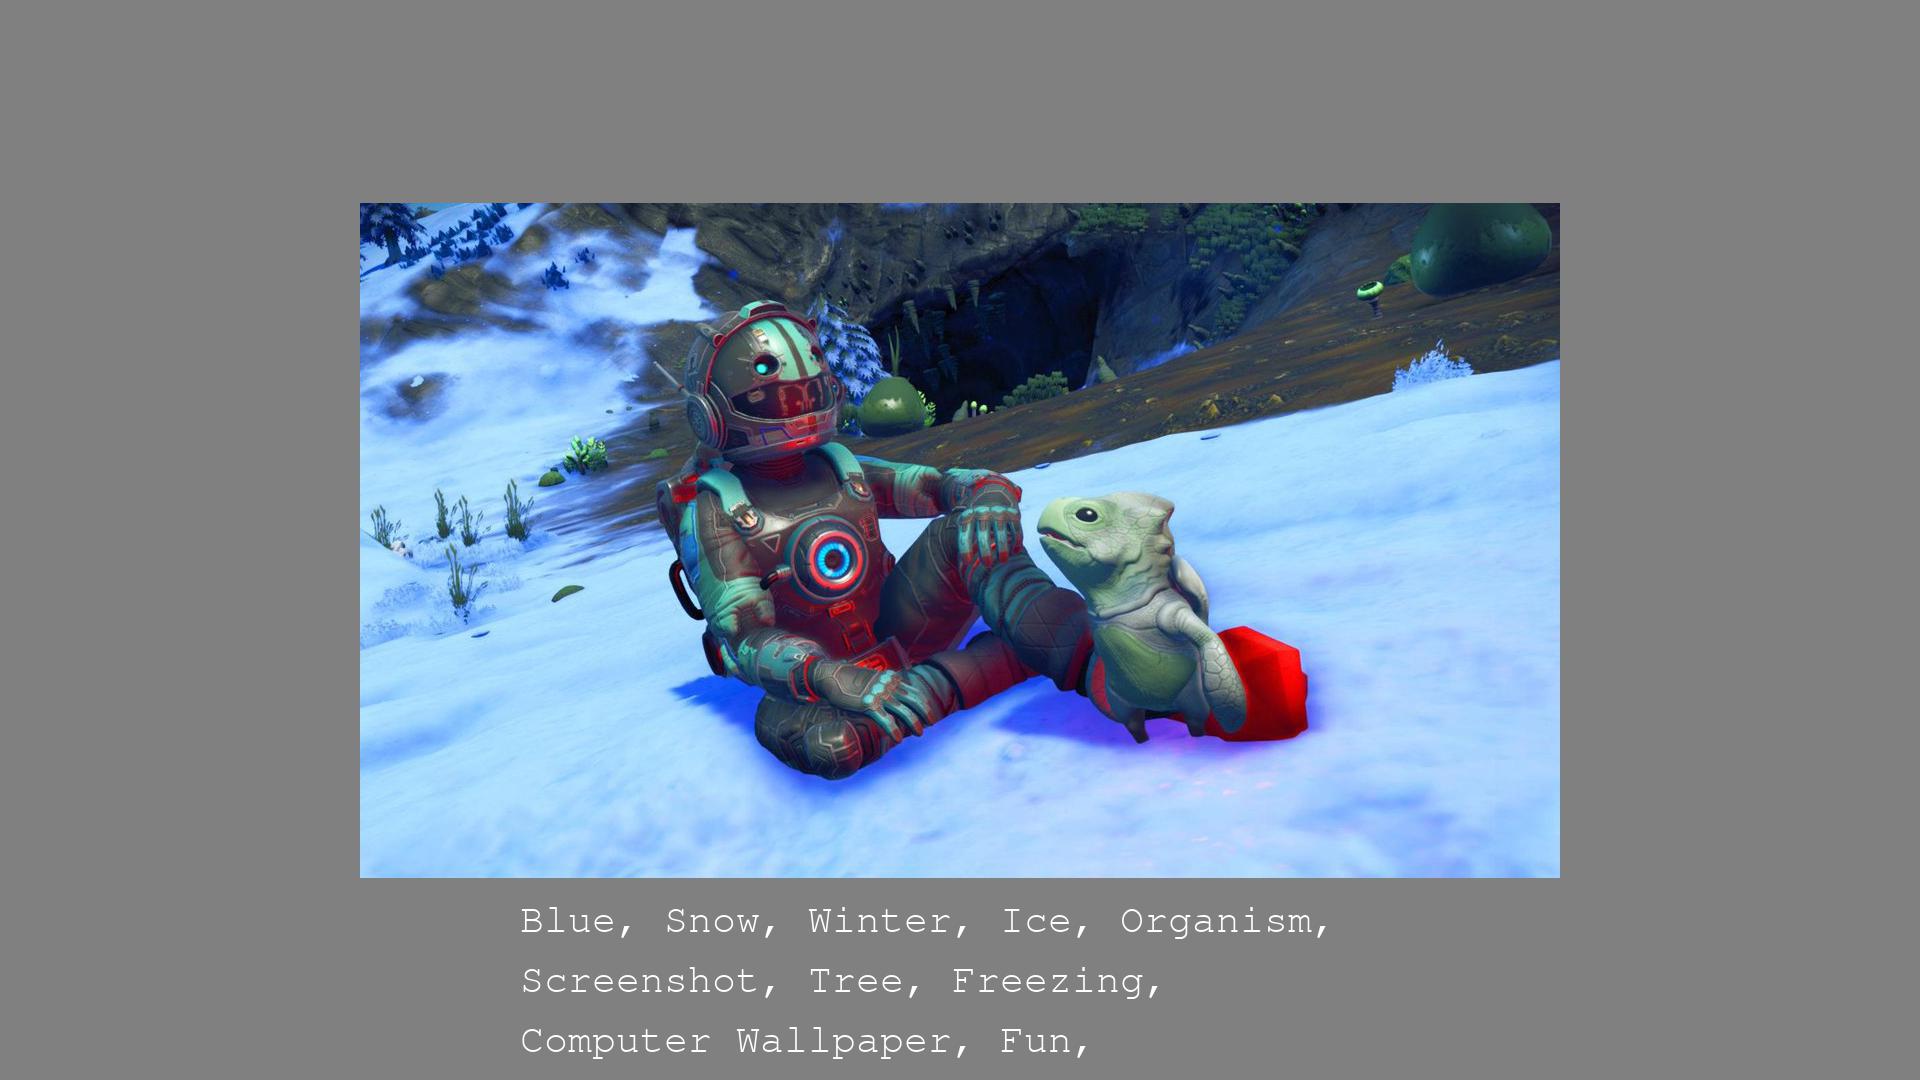 Blue, Snow, Winter, Ice, Organism,
Screenshot, Tree, Freezing,
Computer Wallpaper, Fun,